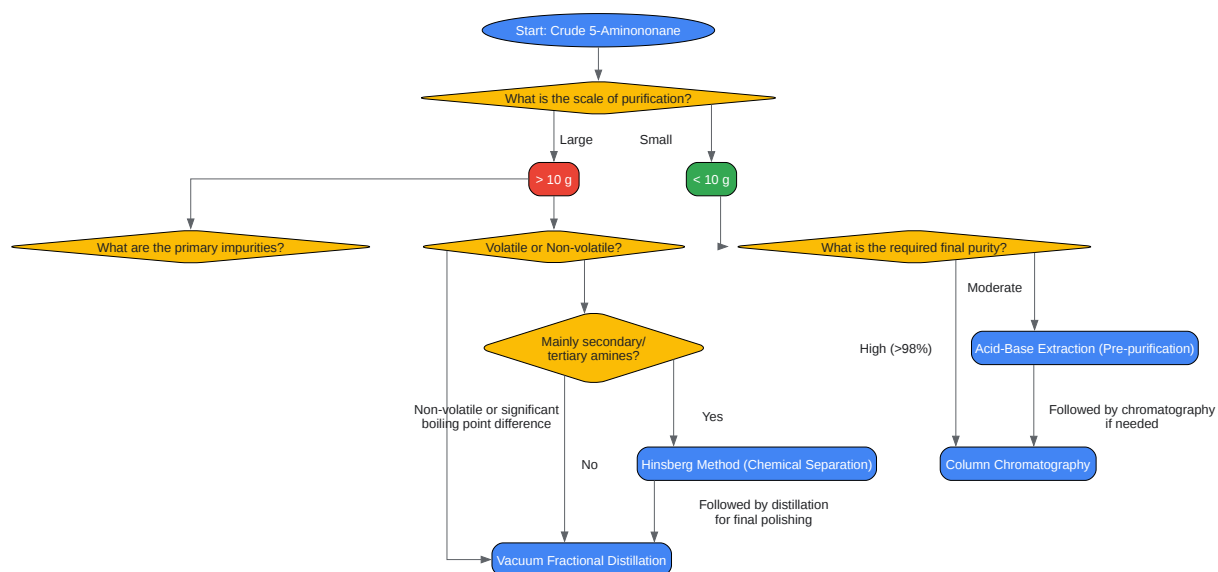 Start: Crude 5-Aminononane
What is the scale of purification?
Large
Small
> 10 g
< 10 g
What are the primary impurities?
Volatile or Non-volatile?
What is the required final purity?
Moderate
Mainly secondary/
tertiary amines?
High (>98%)
Acid-Base Extraction (Pre-purification)
Non-volatile or significant
boiling point difference
Yes
Followed by chromatography
if needed
No
Hinsberg Method (Chemical Separation)
Column Chromatography
Followed by distillation
for final polishing
Vacuum Fractional Distillation